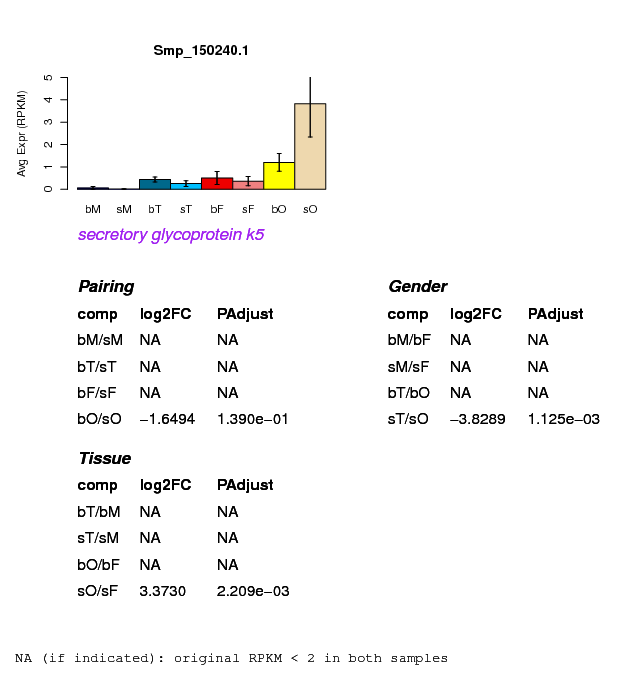 Smp_150240.1
Avg Expr (RPKM)
5
4
3
2
1
0
bM sM bT sT bF sF bO sO
secretory glycoprotein k5
Pairing
comp log2FC PAdjust
bM/sM NA NA
bT/sT NA NA
bF/sF NA NA
bO/sO −1.6494 1.390e−01
Gender
comp log2FC PAdjust
bM/bF NA NA
sM/sF NA NA
bT/bO NA NA
sT/sO −3.8289 1.125e−03
Tissue
comp log2FC PAdjust
bT/bM NA NA
sT/sM NA NA
bO/bF NA NA
sO/sF 3.3730 2.209e−03
NA (if indicated): original RPKM < 2 in both samples